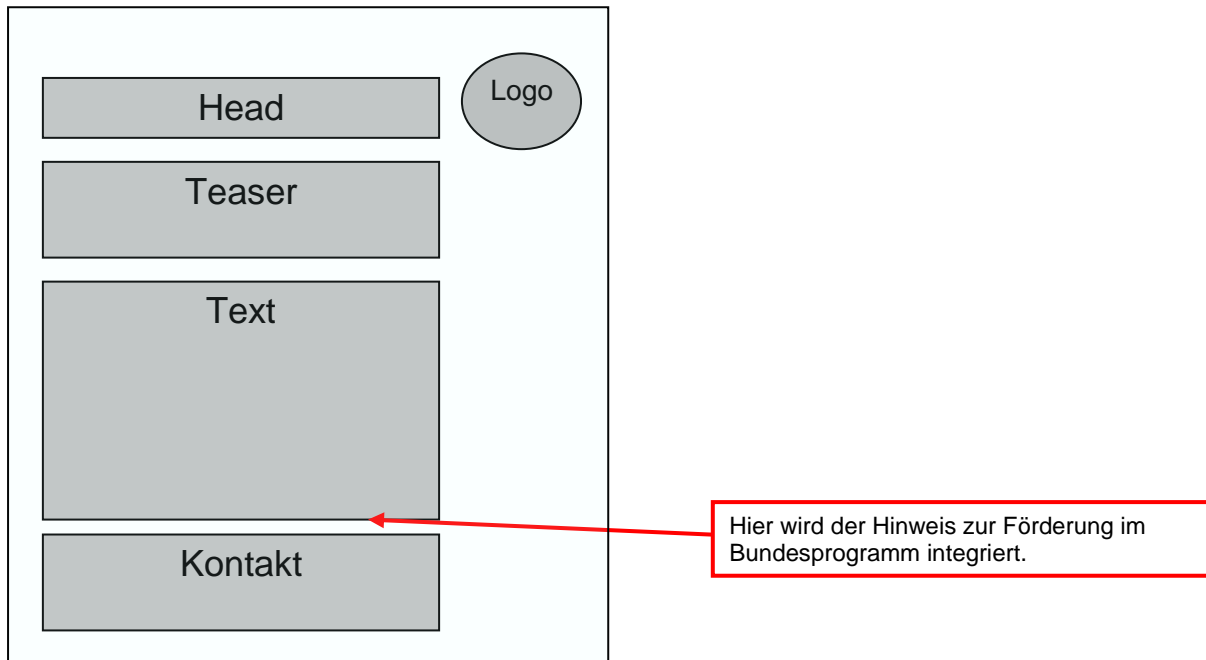 Head
Logo
Teaser
Text
Hier wird der Hinweis zur Förderung im
Bundesprogramm integriert.
Kontakt